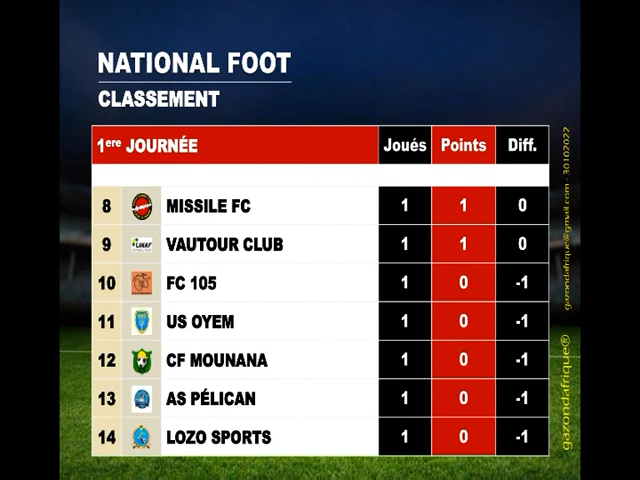 NATIONAL FOOT
CLASSEMENT
1ere JOURNÉE Joués Points Diff.
8 MISSILE FC 1 1 0
9 VAUTOUR CLUB 1 1 0
10 FC 105 1 0 -1
11 US OYEM 1 0 -1
12 CF MOUNANA 1 0 -1
13 AS PÉLICAN 1 0 -1
14 LOZO SPORTS 1 0 -1
gazondafrique® gazondafrique@gmail.com - 30102022